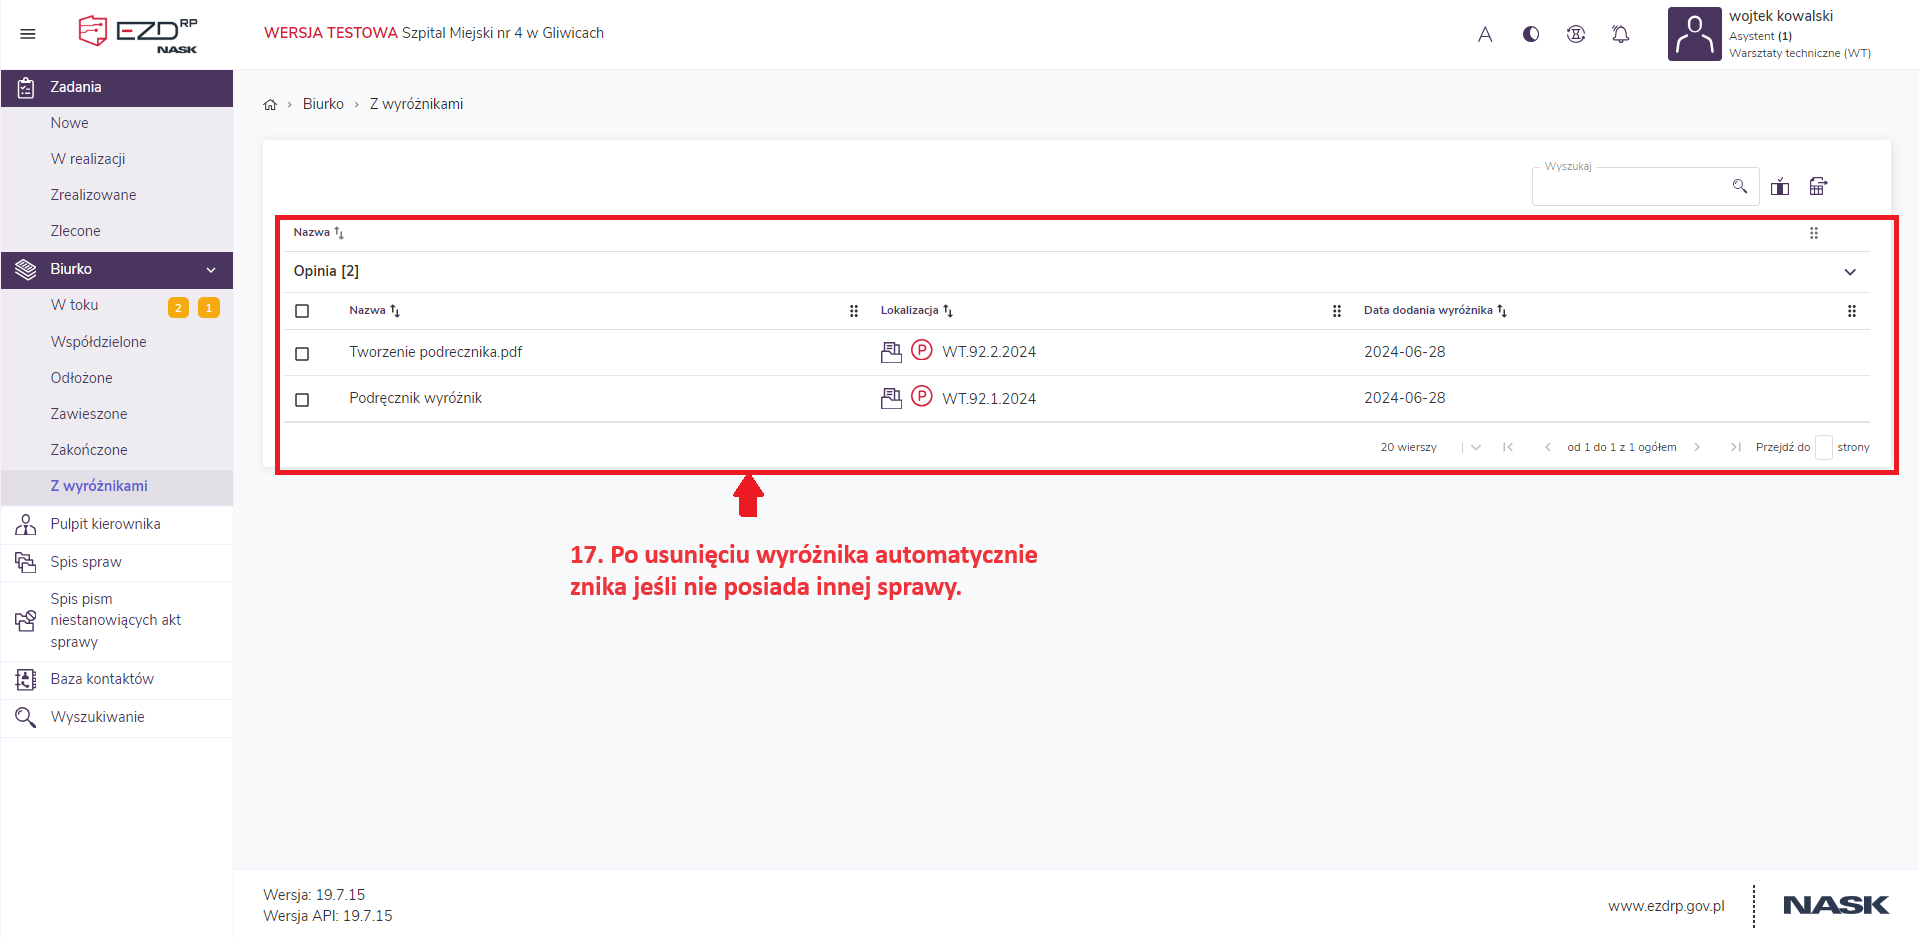 EZD RP
NASK
WERSJA TESTOWA Szpital Miejski nr 4 w Gliwicach
A
wojtek kowalski
Asystent (1)
Warsztaty techniczne (WT)
Zadania
Nowe
W realizacji
Zrealizowane
Zlecone
Biurko
W toku 2 1
Współdzielone
Odłożone
Zawieszone
Zakończone
Z wyróżnikami
Pulpit kierownika
Spis spraw
Spis pism
niestanowiących akt
sprawy
Baza kontaktów
Wyszukiwanie
Biurko › Z wyróżnikami
Wyszukaj
Nazwa
Opinia [2]
Nazwa Lokalizacja Data dodania wyróżnika
Tworzenie podrecznika.pdf P WT.92.2.2024 2024-06-28
Podręcznik wyróżnik P WT.92.1.2024 2024-06-28
20 wierszy od 1 do 1 z 1 ogółem Przejdź do strony
17. Po usunięciu wyróżnika automatycznie
znika jeśli nie posiada innej sprawy.
Wersja: 19.7.15
Wersja API: 19.7.15
www.ezdrp.gov.pl
NASK